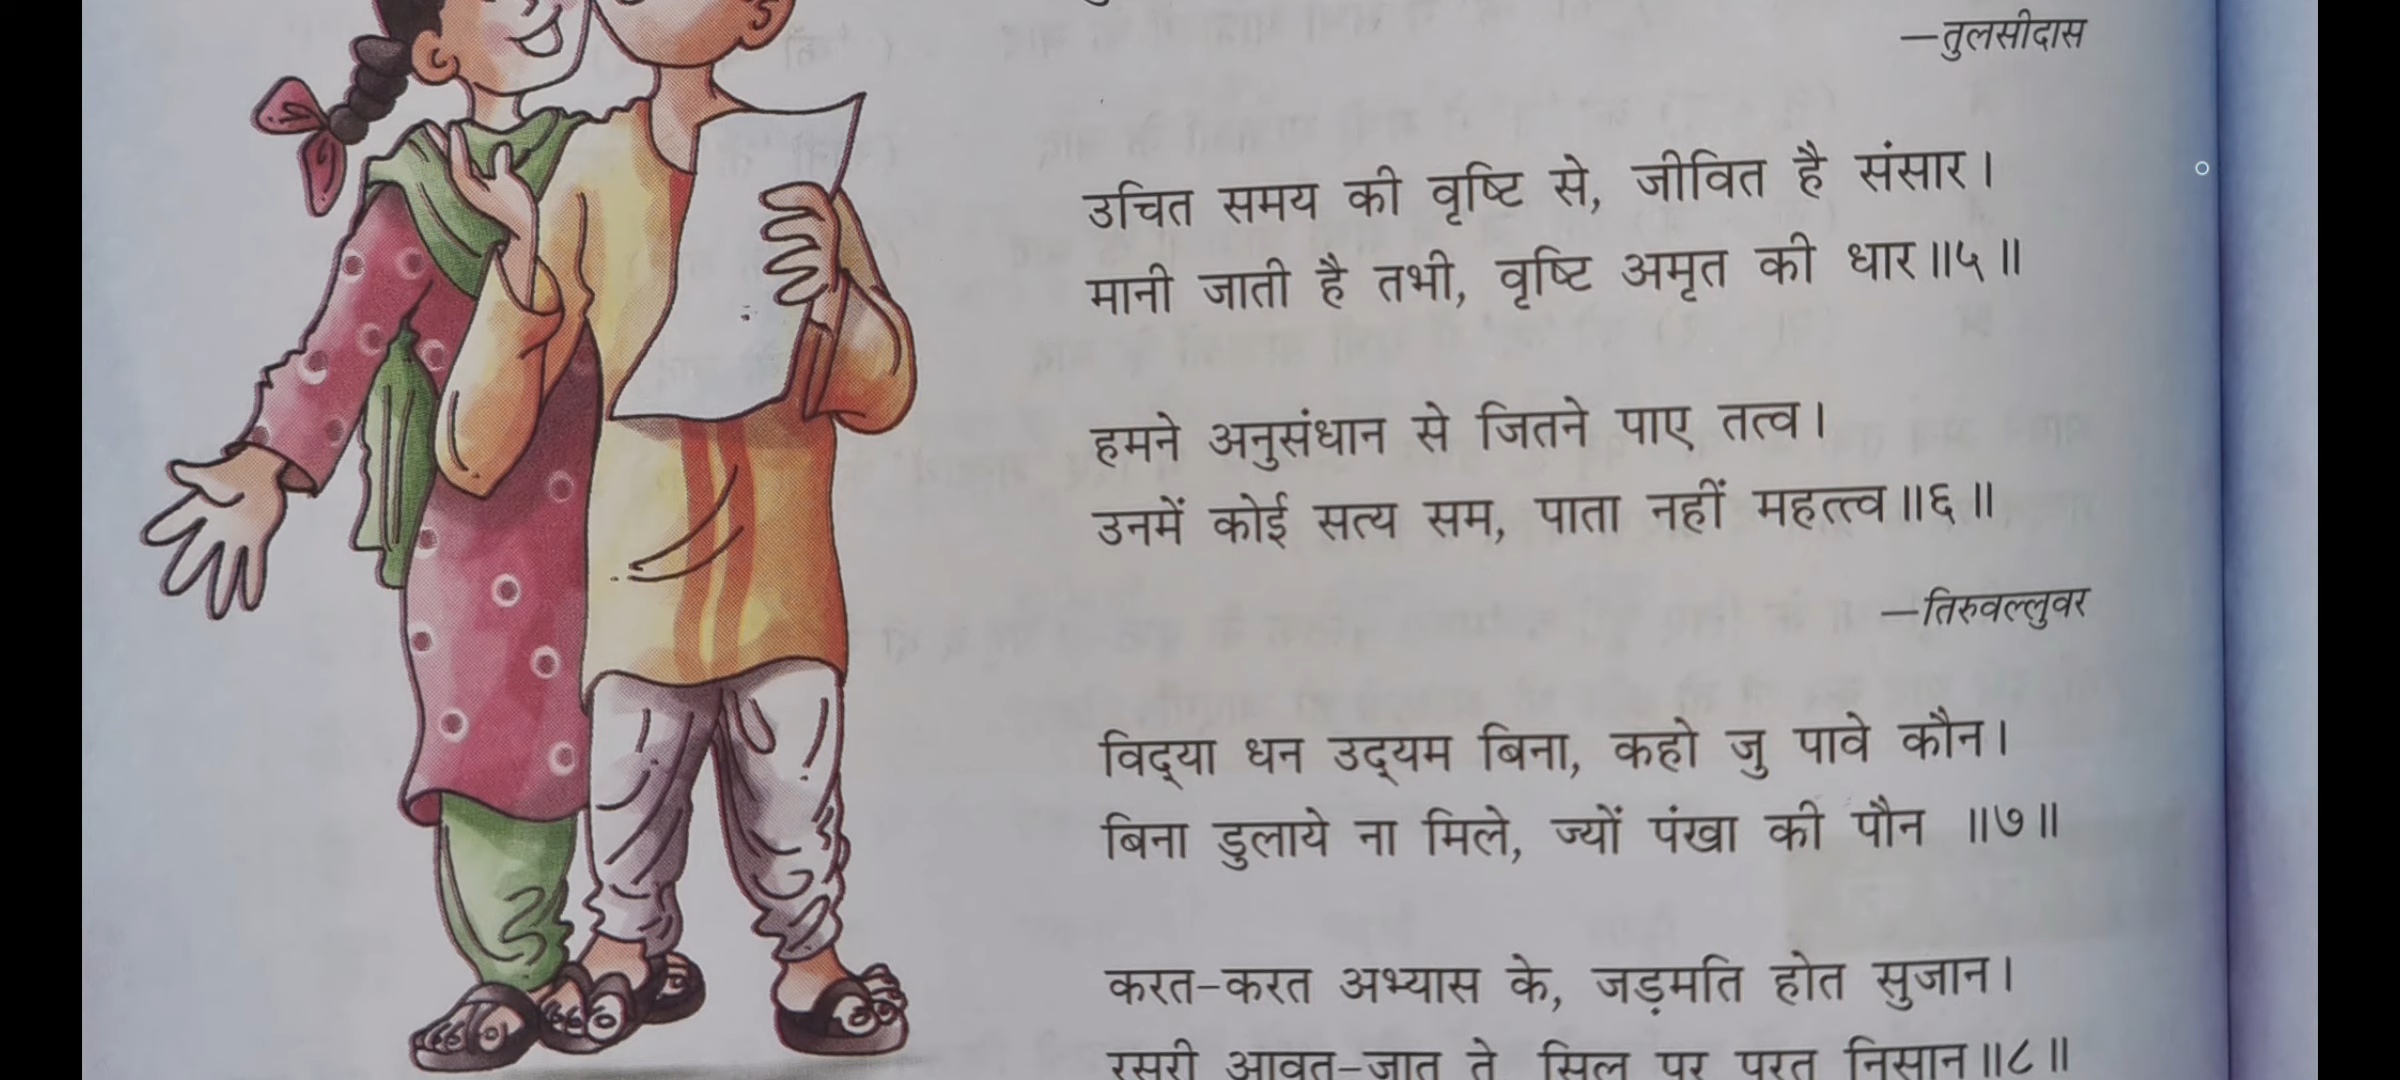 —तुलसीदास
उचित समय की वृष्टि से, जीवित है संसार।
मानी जाती है तभी, वृष्टि अमृत की धार॥५॥
हमने अनुसंधान से जितने पाए तत्व।
उनमें कोई सत्य सम, पाता नहीं महत्त्व॥६॥
—तिरुवल्लुवर
विद्‌या धन उद्‌यम बिना, कहो जु पावे कौन।
बिना डुलाये ना मिले, ज्यों पंखा की पौन ॥७॥
करत-करत अभ्यास के, जड़मति होत सुजान।
रसरी आवत-जात ते, सिल पर परत निसान॥८॥